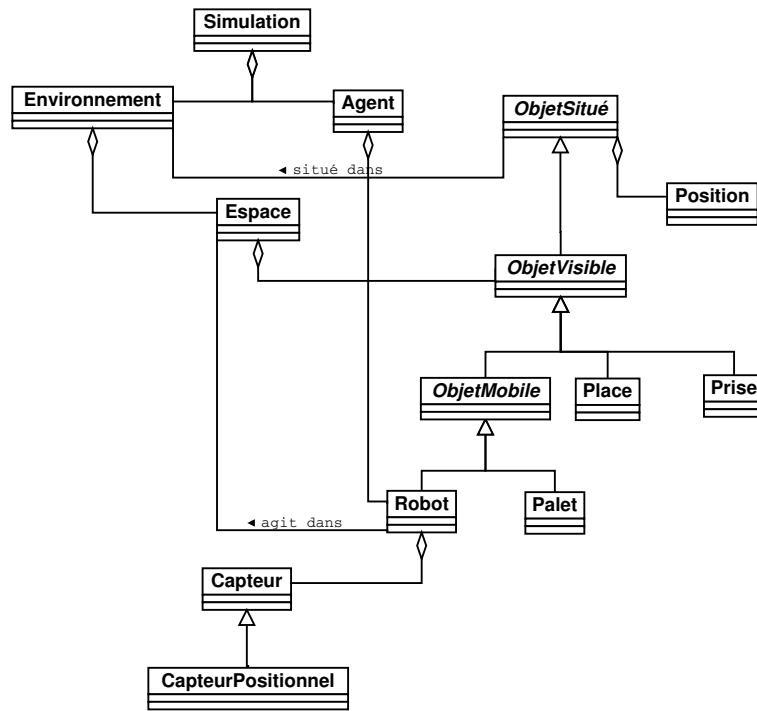 Simulation
Environnement
Agent
ObjetSitué
◄ situé dans
Position
Espace
ObjetVisible
ObjetMobile
Place
Prise
Robot
Palet
◄ agit dans
Capteur
CapteurPositionnel